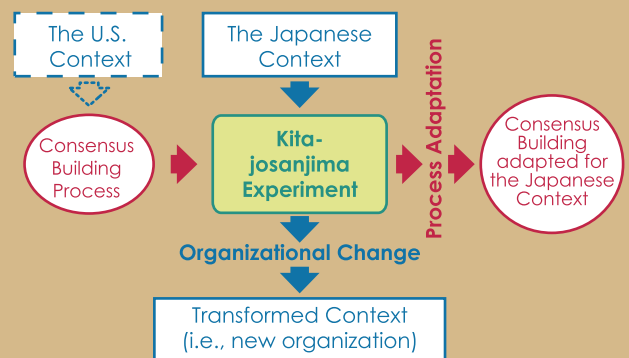 The U.S.
Context
The Japanese
Context
Consensus
Building
Process
Kita-
josanjima
Experiment
Process Adaptation
Consensus
Building
adapted for
the Japanese
Context
Organizational Change
Transformed Context
(i.e., new organization)